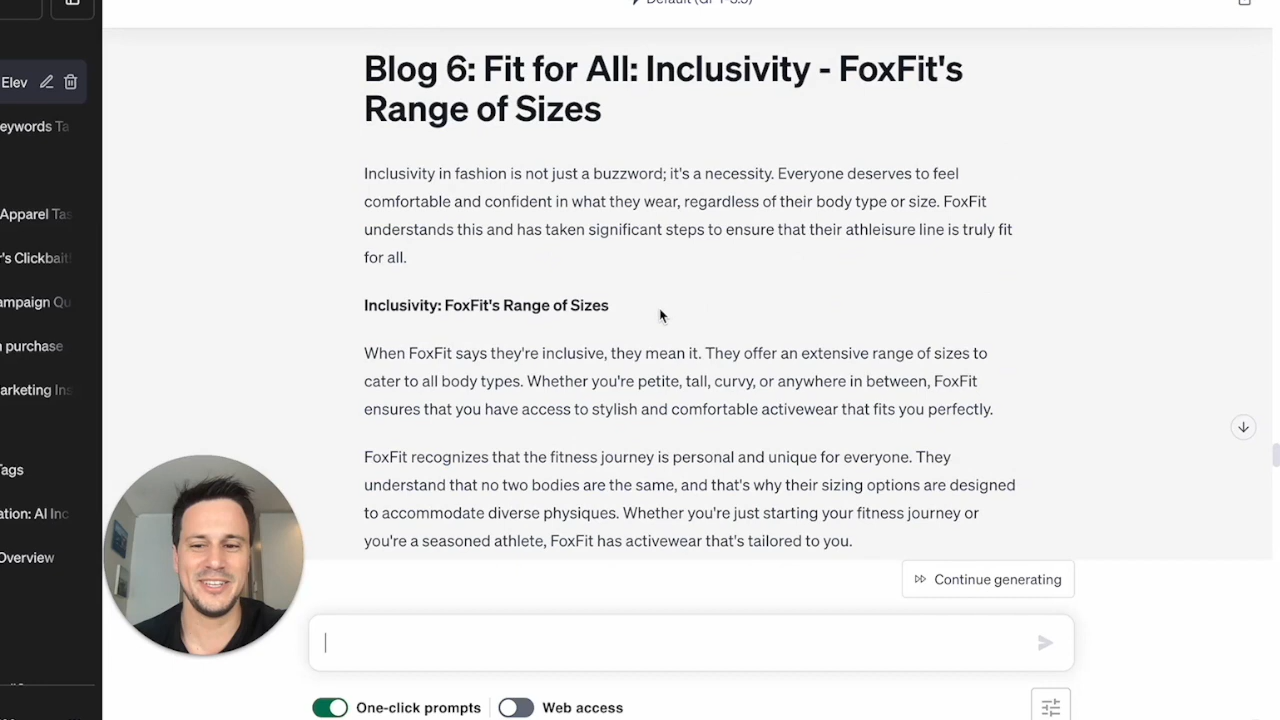 Default (GPT-3.5)
Blog 6: Fit for All: Inclusivity - FoxFit's
Range of Sizes
Inclusivity in fashion is not just a buzzword; it's a necessity. Everyone deserves to feel
comfortable and confident in what they wear, regardless of their body type or size. FoxFit
understands this and has taken significant steps to ensure that their athleisure line is truly fit
for all.
Inclusivity: FoxFit's Range of Sizes
When FoxFit says they're inclusive, they mean it. They offer an extensive range of sizes to
cater to all body types. Whether you're petite, tall, curvy, or anywhere in between, FoxFit
ensures that you have access to stylish and comfortable activewear that fits you perfectly.
FoxFit recognizes that the fitness journey is personal and unique for everyone. They
understand that no two bodies are the same, and that's why their sizing options are designed
to accommodate diverse physiques. Whether you're just starting your fitness journey or
you're a seasoned athlete, FoxFit has activewear that's tailored to you.
Continue generating
One-click prompts
Web access
Elev
eywords Ta
Apparel Tas
's Clickbait!
ampaign Qu
n purchase
arketing Ins
Tags
ation: AI Inc
Overview